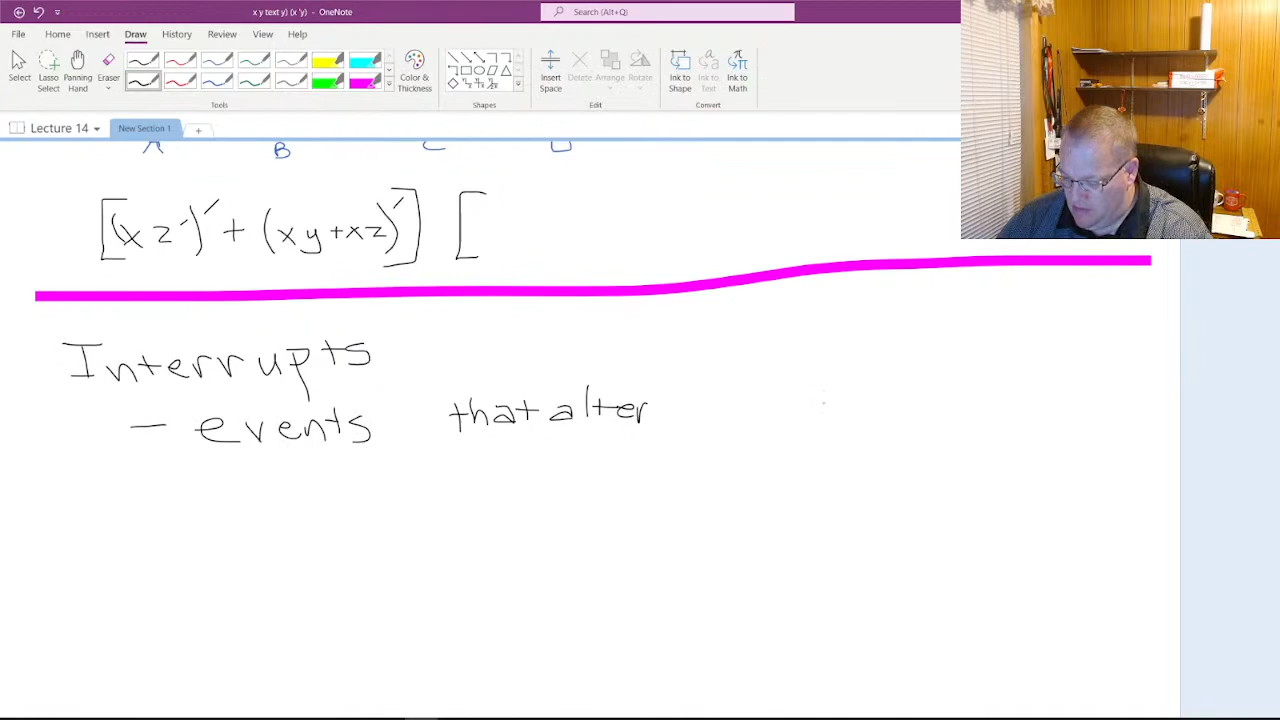 x y text y) (x 'y) - OneNote
Search (Alt+Q)
File Home Insert Draw History Review View Help
Select Lasso Select Panning Hand Eraser Color & Thickness Insert Space Delete Arrange Rotate Ink to Shape Ink to Text Ink to Math
Tools Shapes Edit Convert
Lecture 14 New Section 1 +
A B C D
[(xz')' + (xy+xz)'] [
Interrupts
- events that alter